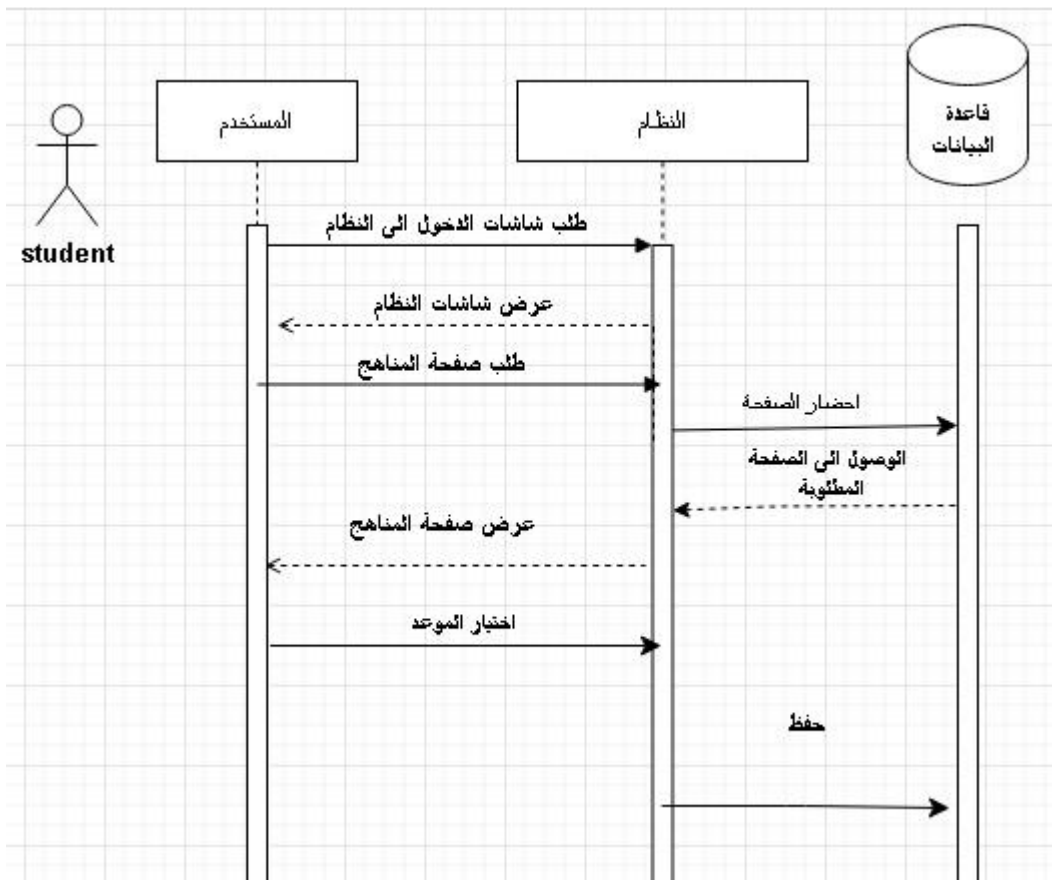 قاعدة
البيانات
النظام
المستخدم
student
طلب شاشات الدخول الى النظام
عرض شاشات النظام
طلب صفحة المناهج
احضار الصفحة
الوصول الى الصفحة
المطلوبة
عرض صفحة المناهج
اختيار الموعد
حفظ